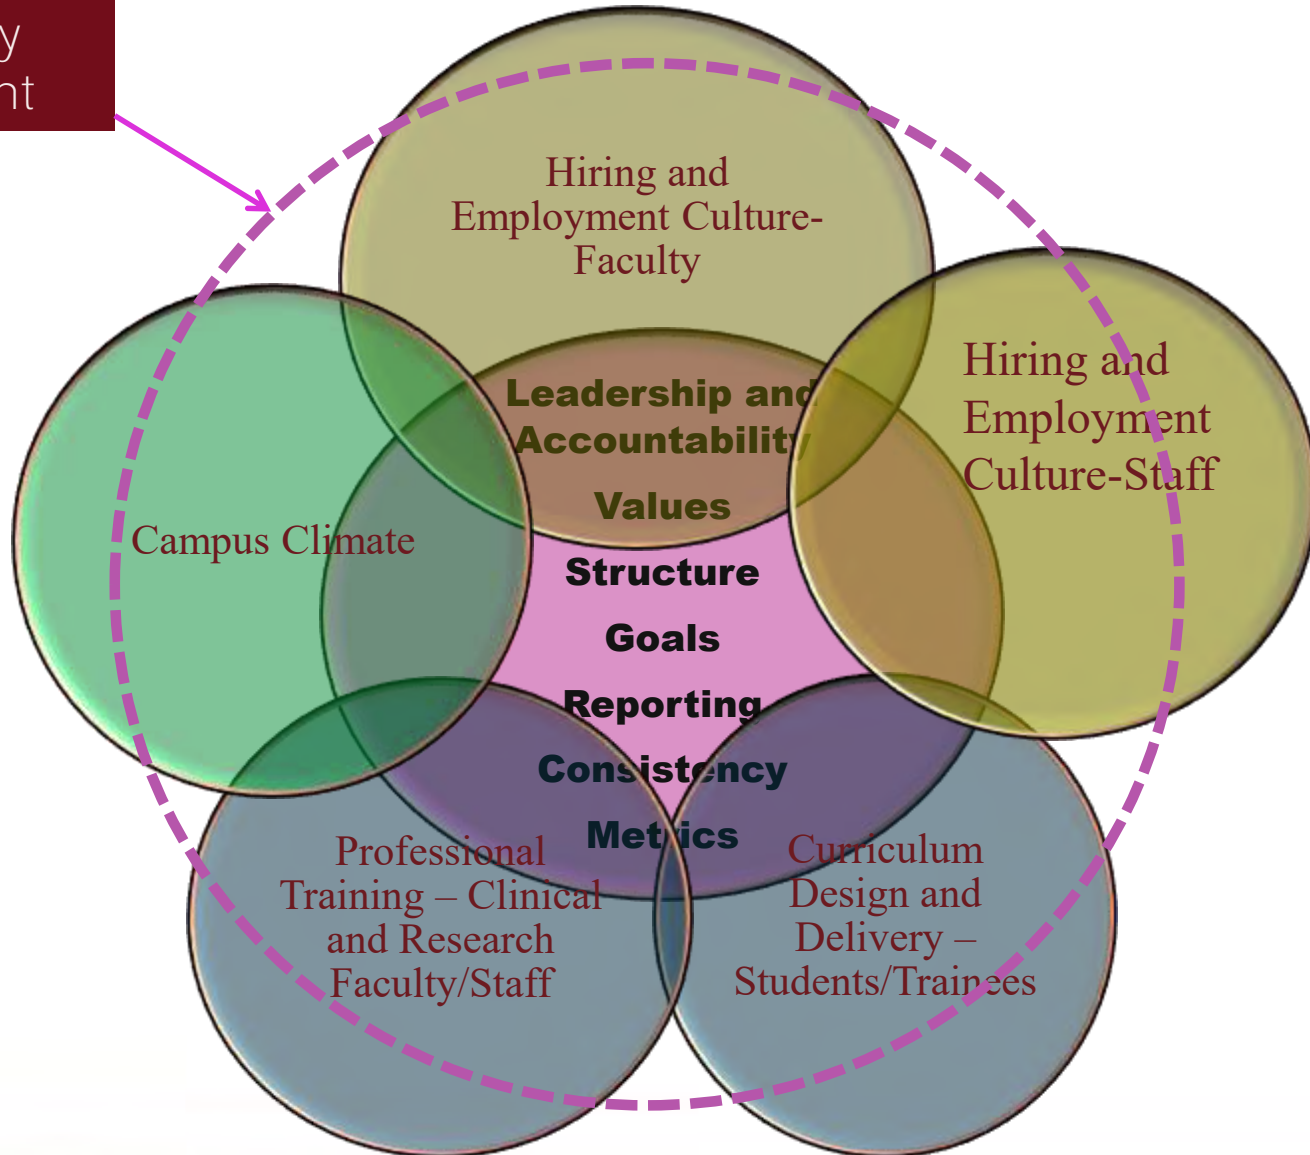 Hiring and
Employment Culture-
Faculty
Hiring and
Employment
Culture-Staff
Leadership and
Accountability
Values
Structure
Goals
Reporting
Consistency
Metrics
Campus Climate
Professional
Training – Clinical
and Research
Faculty/Staff
Curriculum
Design and
Delivery –
Students/Trainees